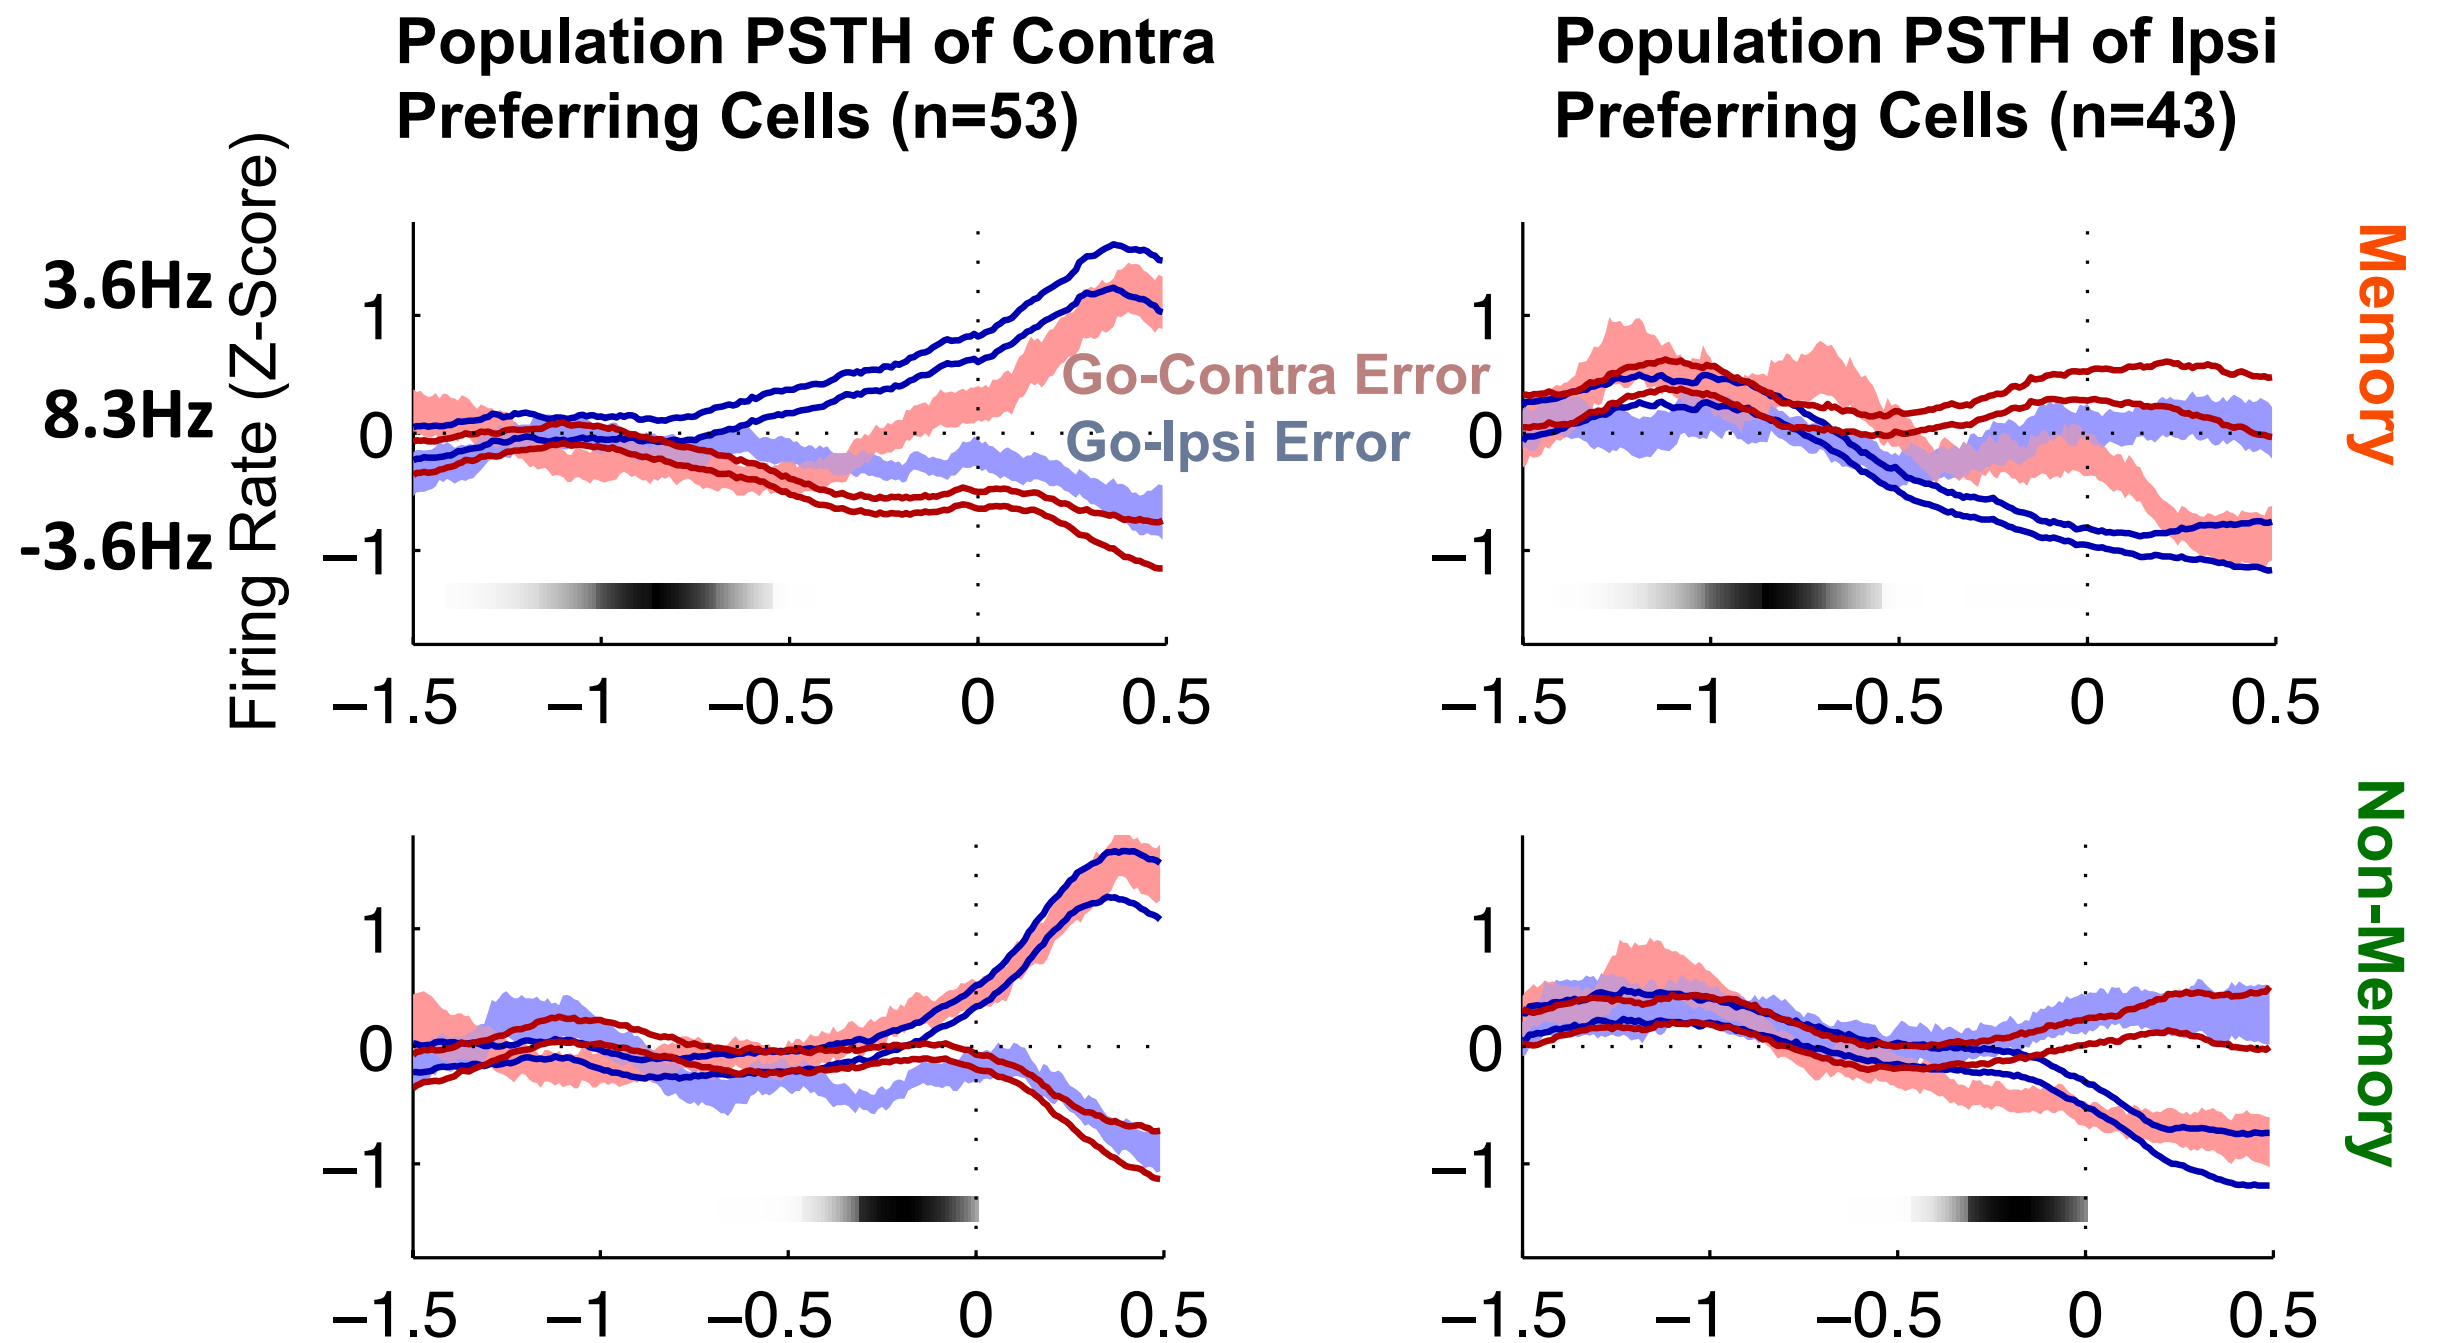 Population PSTH of Contra
Preferring Cells (n=53)
Population PSTH of Ipsi
Preferring Cells (n=43)
Firing Rate (Z-Score)
3.6Hz
8.3Hz
-3.6Hz
1
0
−1
−1.5 −1 −0.5 0 0.5
Go-Contra Error
Go-Ipsi Error
1
0
−1
−1.5 −1 −0.5 0 0.5
Memory
1
0
−1
−1.5 −1 −0.5 0 0.5
1
0
−1
−1.5 −1 −0.5 0 0.5
Non-Memory